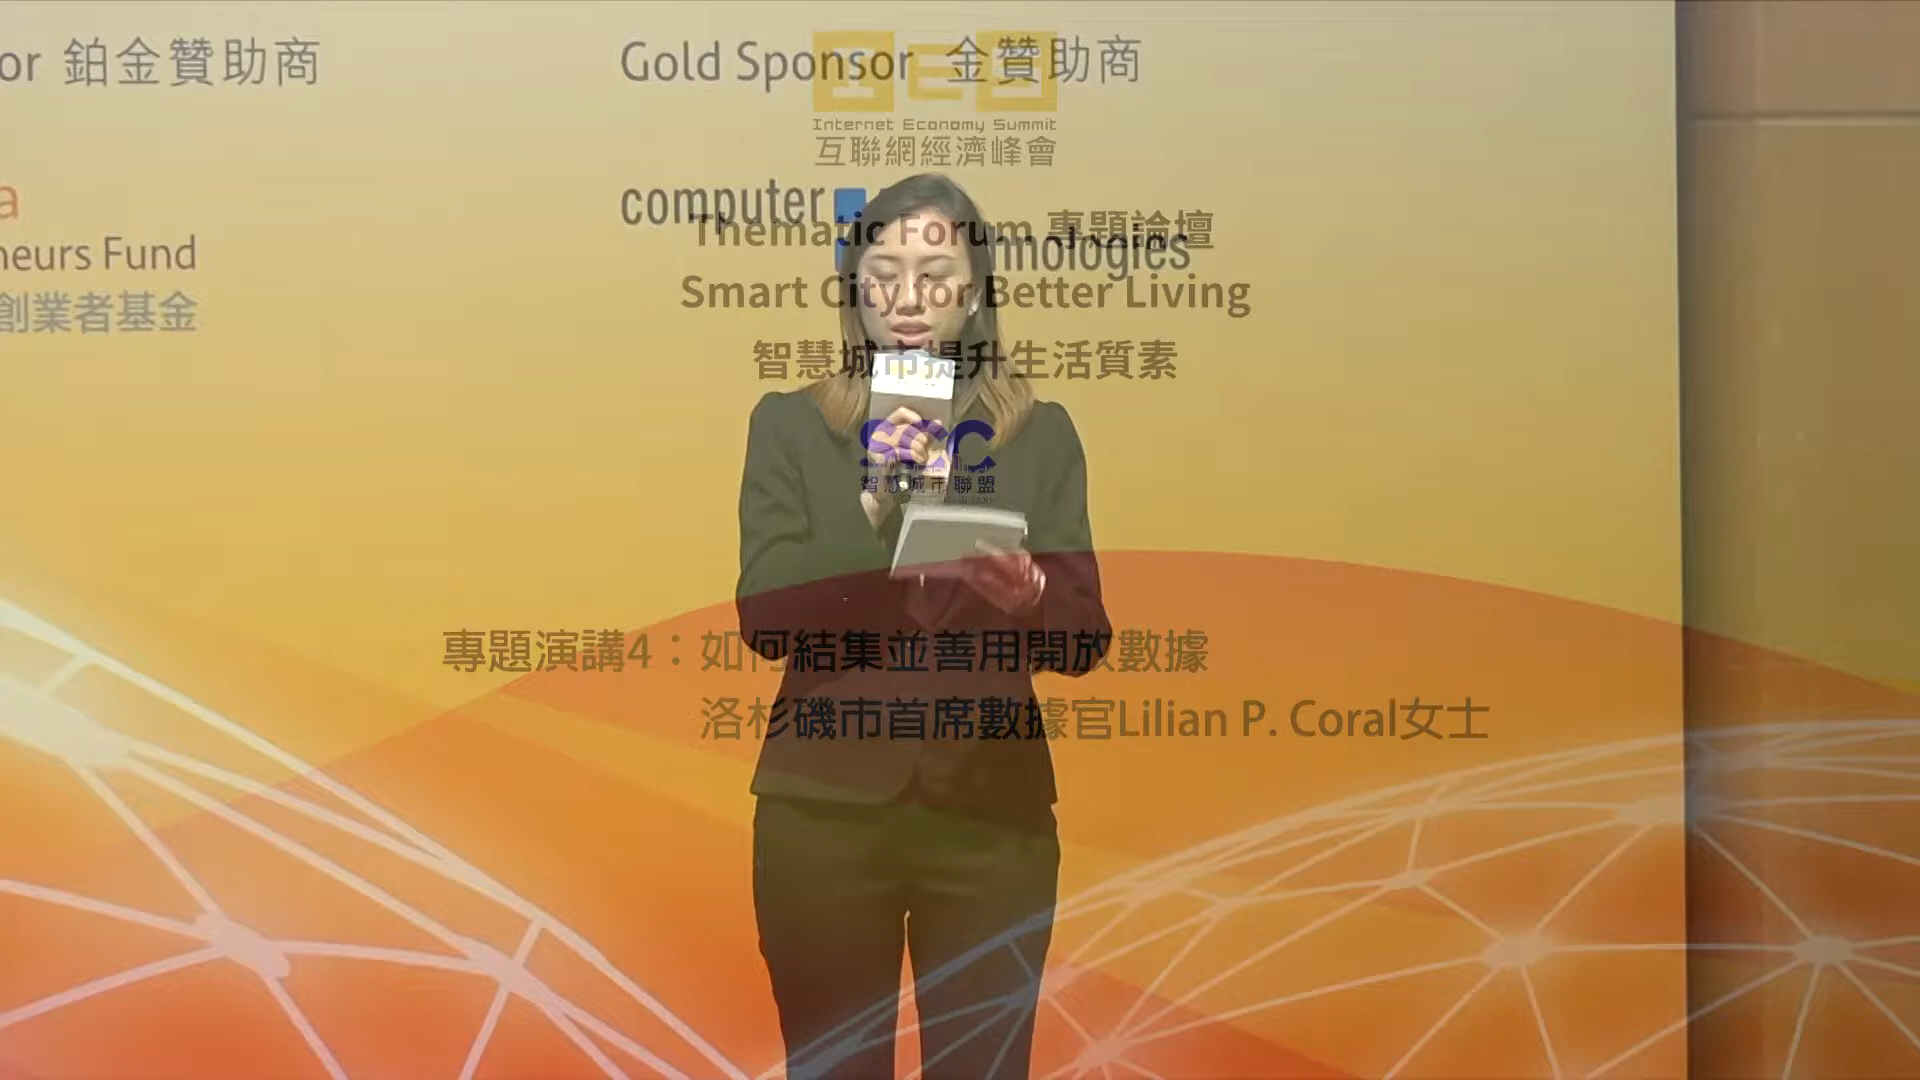 or 鉑金贊助商
Gold Sponsor 金贊助商
IES
Internet Economy Summit
互聯網經濟峰會
a
computer
neurs Fund
創業者基金
hnologies
Thematic Forum 專題論壇
Smart City for Better Living
智慧城市提升生活質素
SCC
智慧城市聯盟
專題演講4：如何結集並善用開放數據
洛杉磯市首席數據官Lilian P. Coral女士